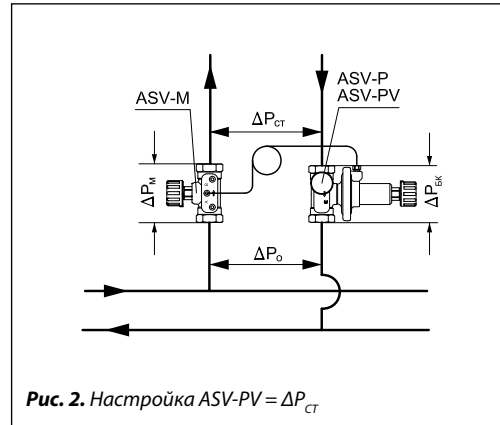 ASV-P
ASV-PV
ASV-M
ΔPст
ΔPм
ΔPБК
ΔPо
Рис. 2. Настройка ASV-PV = ΔPСТ